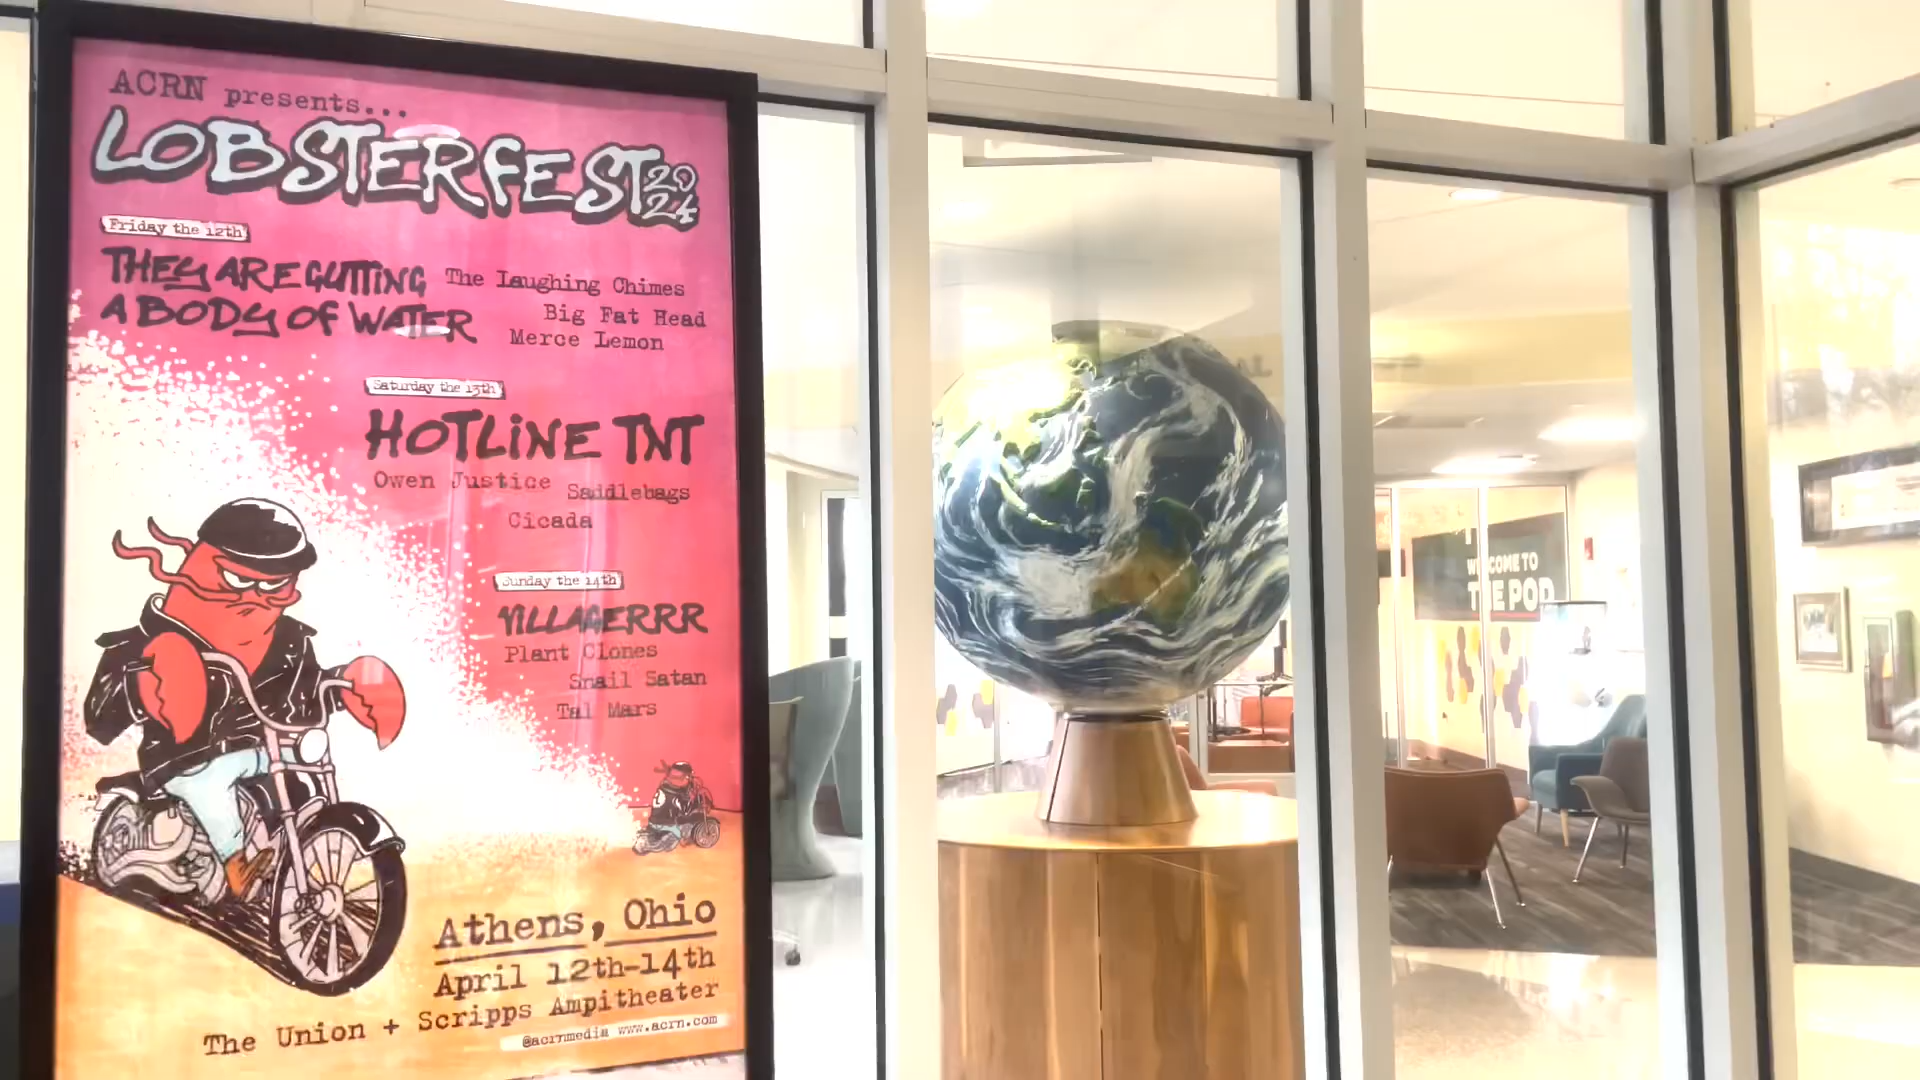 ACRN presents...
LOBSTERFEST 2024
Friday the 12th
THEY ARE GUTTING
A BODY OF WATER
The Laughing Chimes
Big Fat Head
Merce Lemon
Saturday the 13th
HOTLINE TNT
Owen Justice
Saddlebags
Cicada
Sunday the 14th
VILLAGERRR
Plant Clones
Snail Satan
Tal Mars
Athens, Ohio
April 12th-14th
The Union + Scripps Ampitheater
@acrnmedia www.acrn.com
WELCOME TO
THE POD